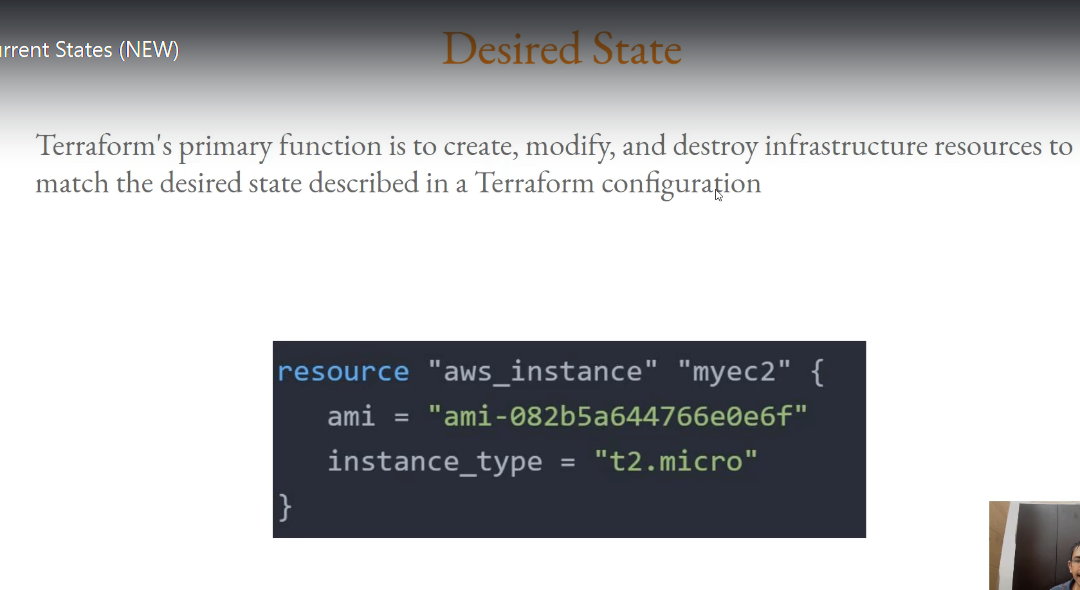 urrent States (NEW)
Desired State
Terraform's primary function is to create, modify, and destroy infrastructure resources to
match the desired state described in a Terraform configuration
resource "aws_instance" "myec2" {
ami = "ami-082b5a644766e0e6f"
instance_type = "t2.micro"
}